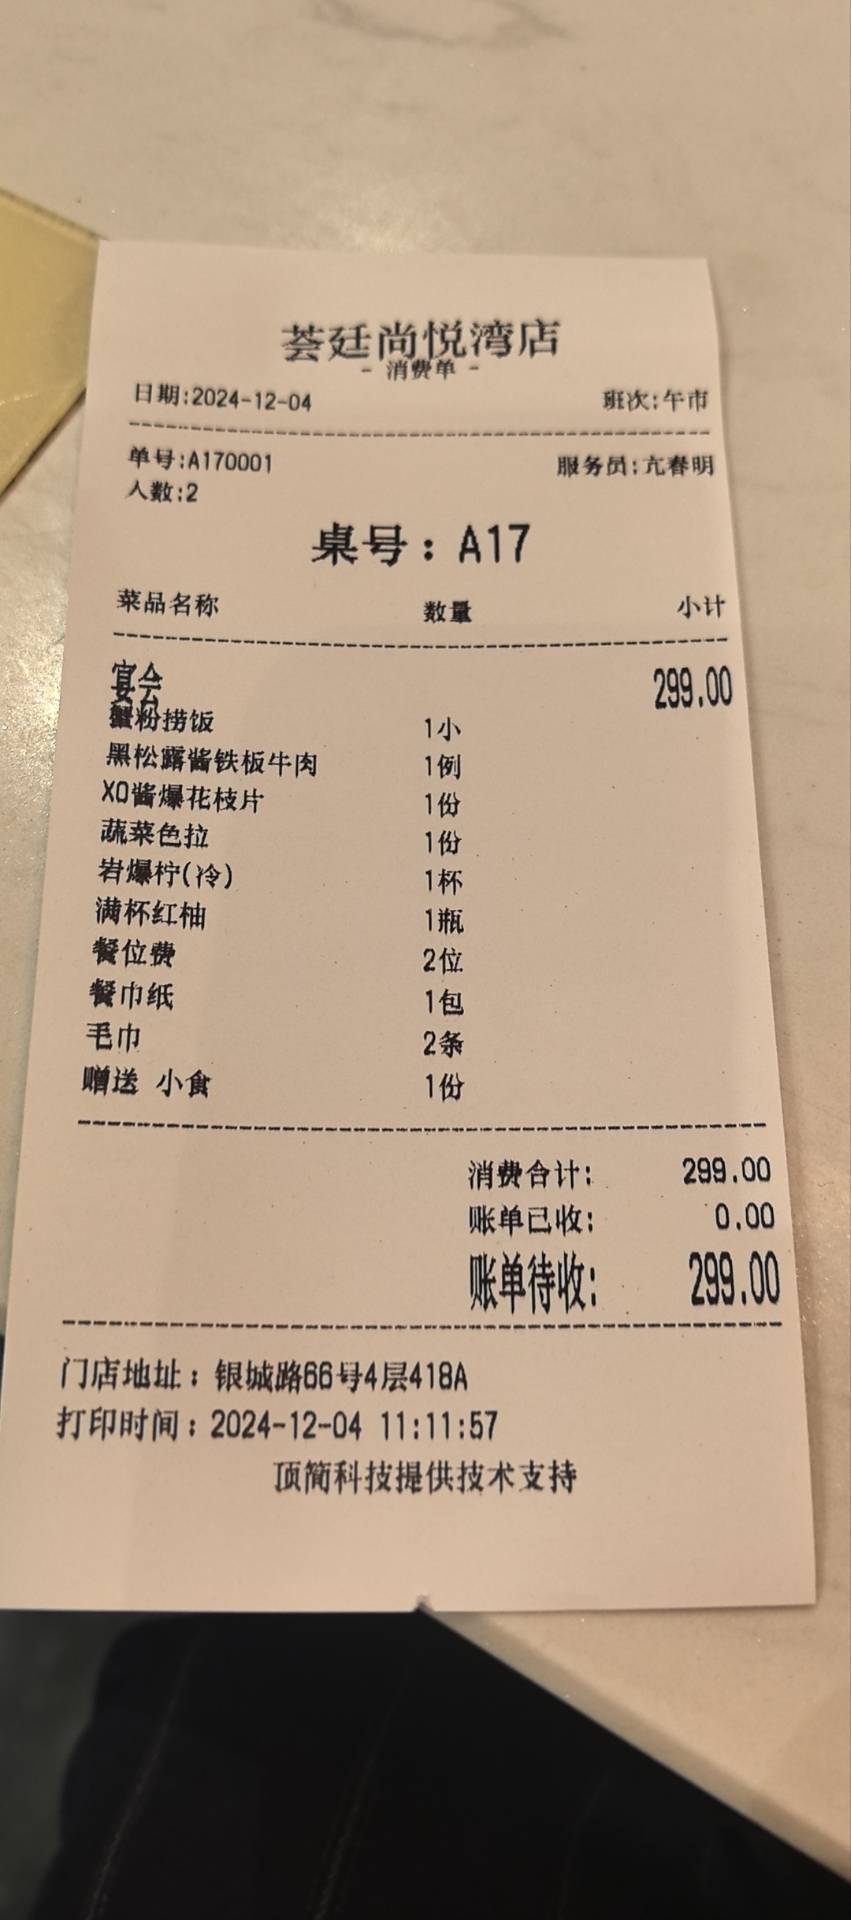 荟廷尚悦湾店
- 消费单 -
日期:2024-12-04 班次:午市
单号:A170001 服务员:亢春明
人数:2
桌号：A17
菜品名称 数量 小计
宴会 299.00
蟹粉捞饭 1小
黑松露酱铁板牛肉 1例
XO酱爆花枝片 1份
蔬菜色拉 1份
岩爆柠(冷) 1杯
满杯红柚 1瓶
餐位费 2位
餐巾纸 1包
毛巾 2条
赠送 小食 1份
消费合计: 299.00
账单已收: 0.00
账单待收: 299.00
门店地址：银城路66号4层418A
打印时间：2024-12-04 11:11:57
顶简科技提供技术支持